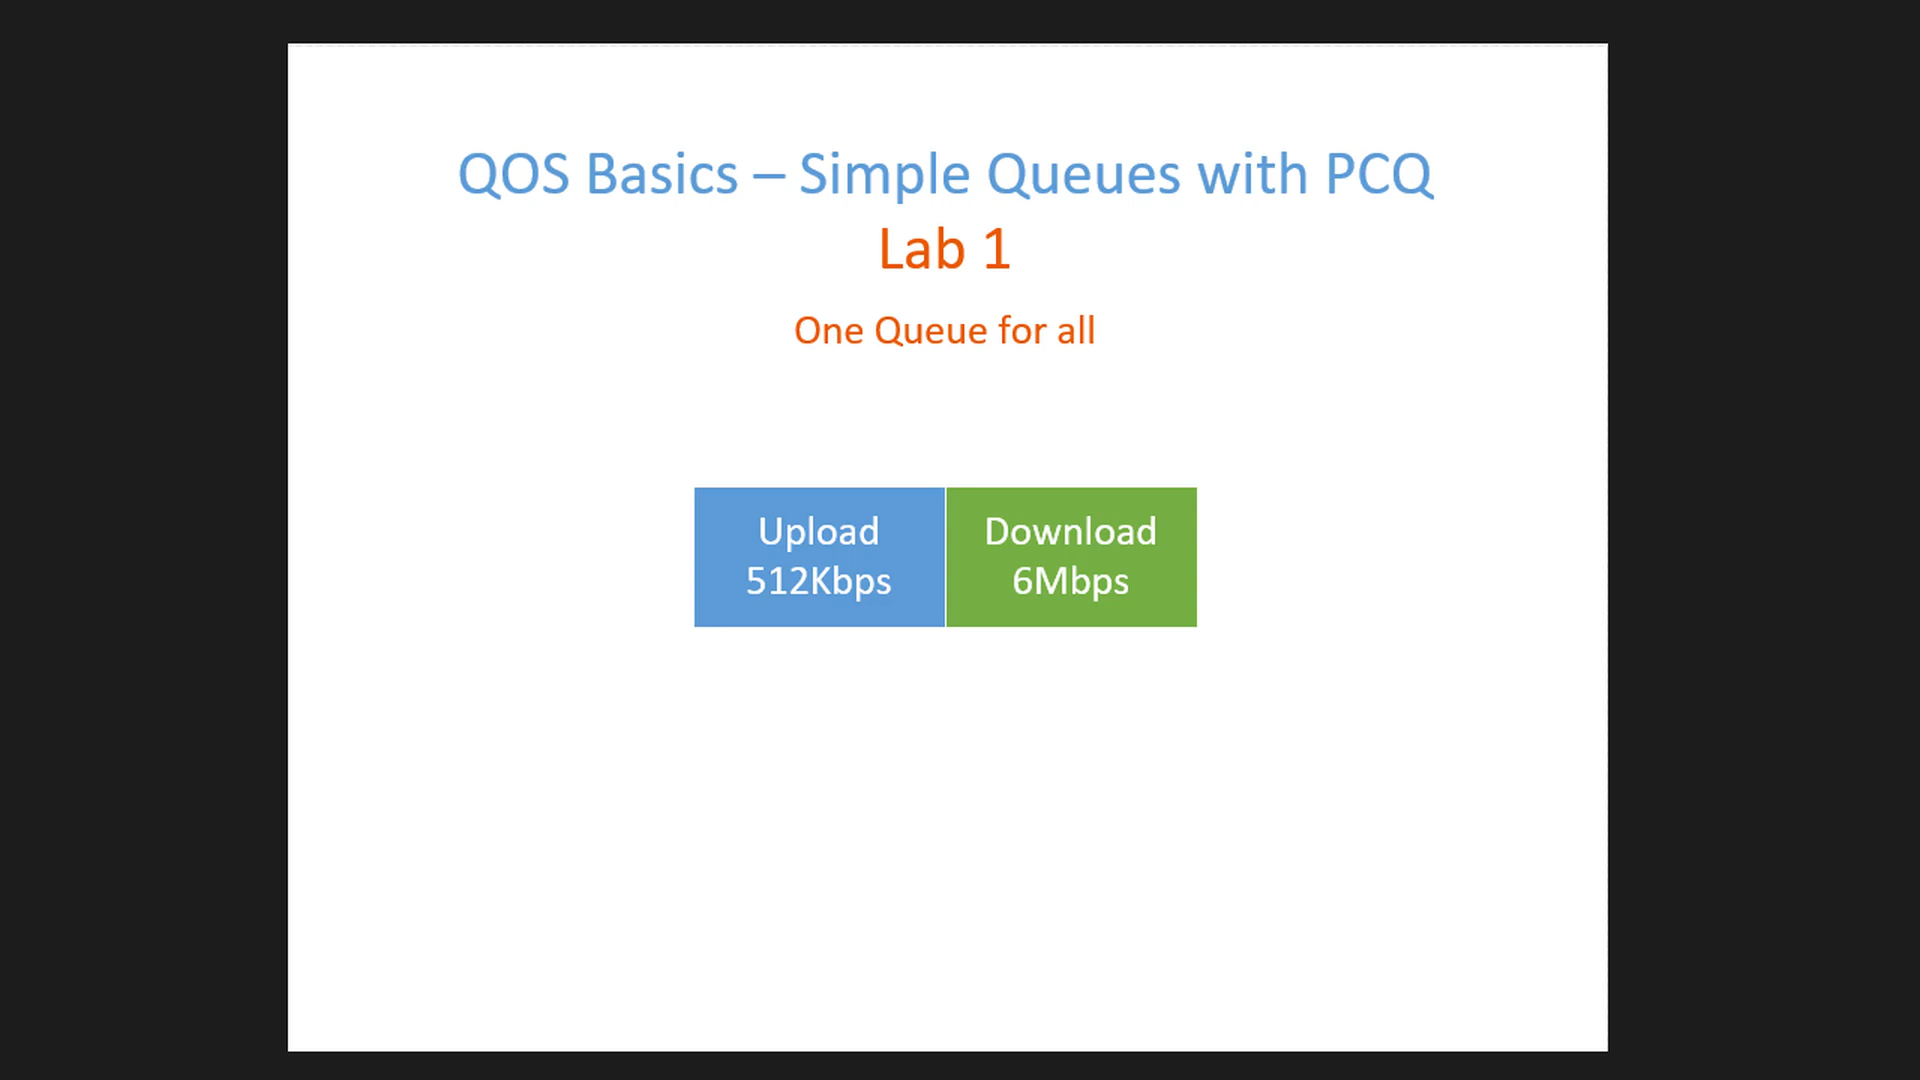 QOS Basics – Simple Queues with PCQ
Lab 1
One Queue for all
Upload
512Kbps
Download
6Mbps